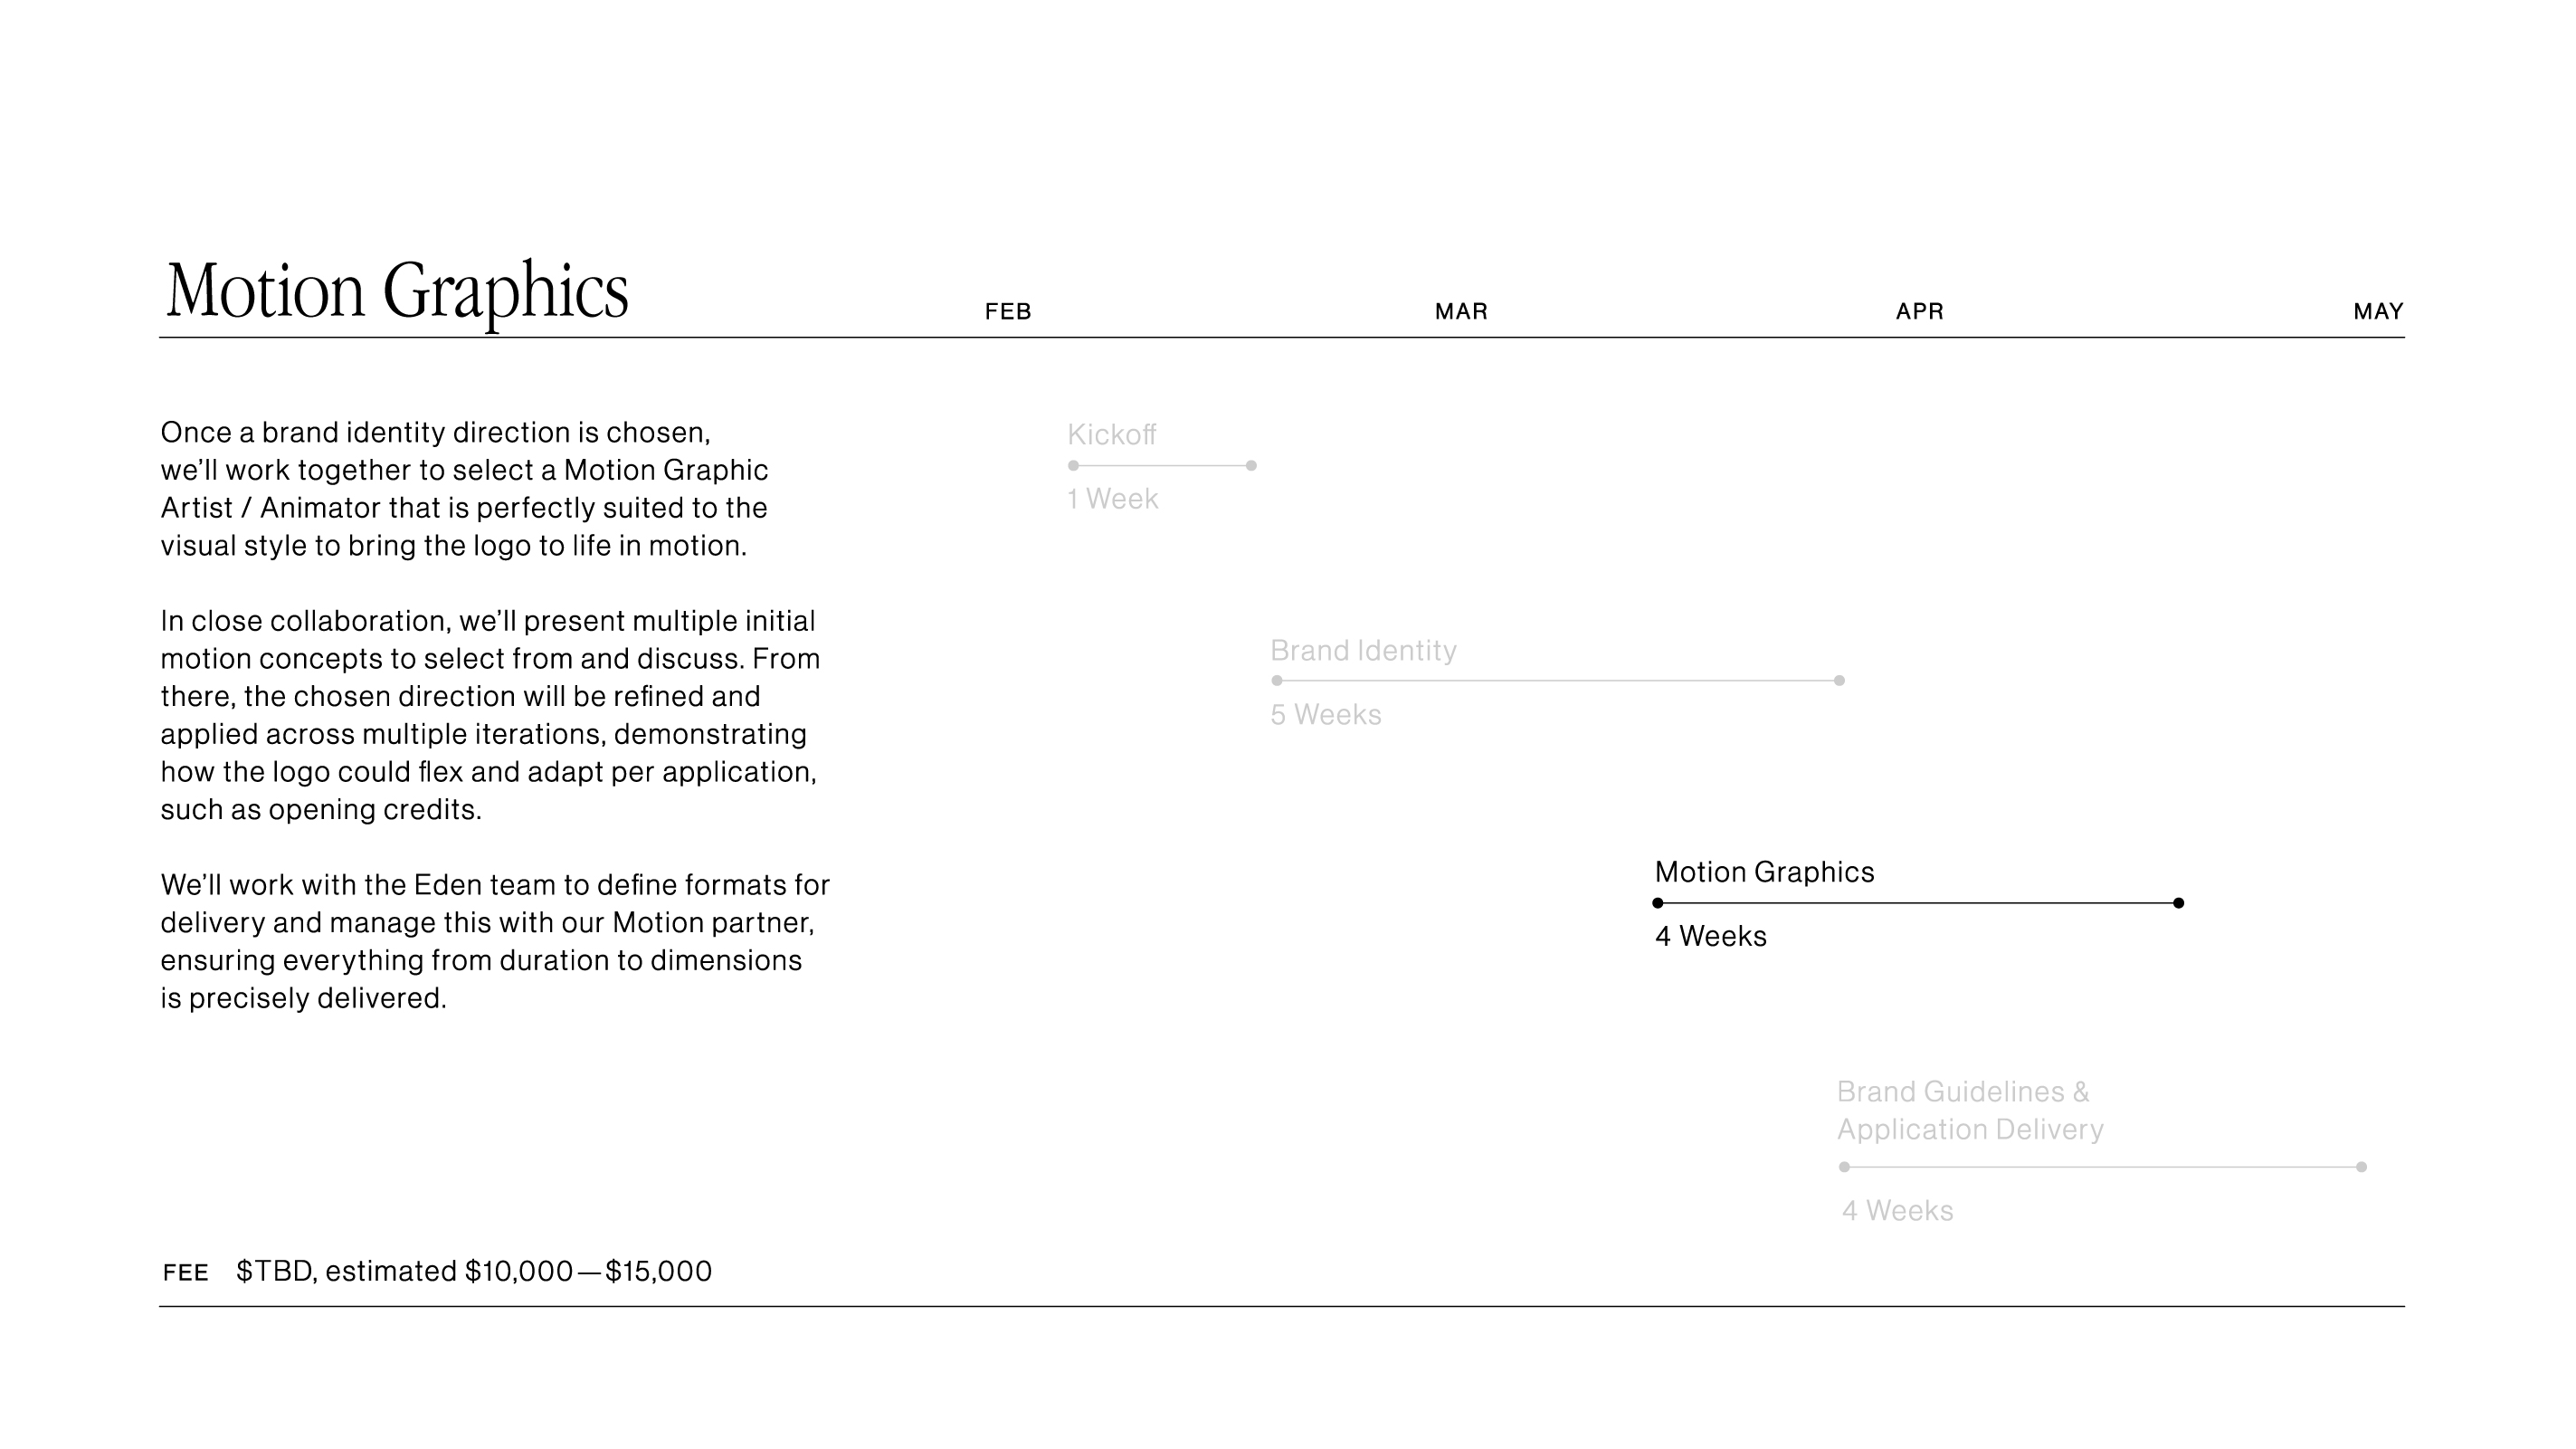 Motion Graphics
FEB MAR APR MAY
Once a brand identity direction is chosen,
we’ll work together to select a Motion Graphic
Artist / Animator that is perfectly suited to the
visual style to bring the logo to life in motion.
In close collaboration, we’ll present multiple initial
motion concepts to select from and discuss. From
there, the chosen direction will be refined and
applied across multiple iterations, demonstrating
how the logo could flex and adapt per application,
such as opening credits.
We’ll work with the Eden team to define formats for
delivery and manage this with our Motion partner,
ensuring everything from duration to dimensions
is precisely delivered.
FEE $TBD, estimated $10,000—$15,000
Kickoff
1 Week
Brand Identity
5 Weeks
Motion Graphics
4 Weeks
Brand Guidelines &
Application Delivery
4 Weeks